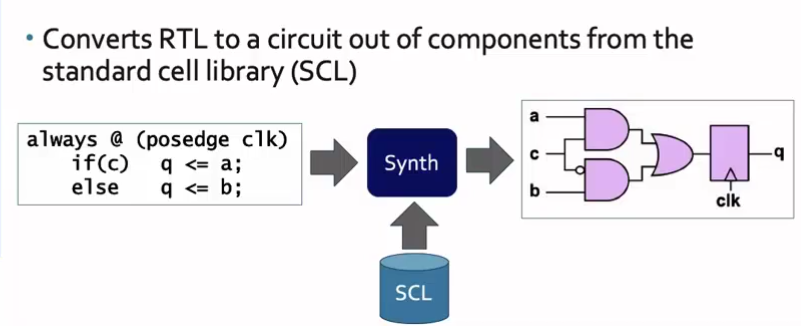 • Converts RTL to a circuit out of components from the
standard cell library (SCL)
always @ (posedge clk)
if(c) q <= a;
else q <= b;
Synth
SCL
a
c
b
q
clk